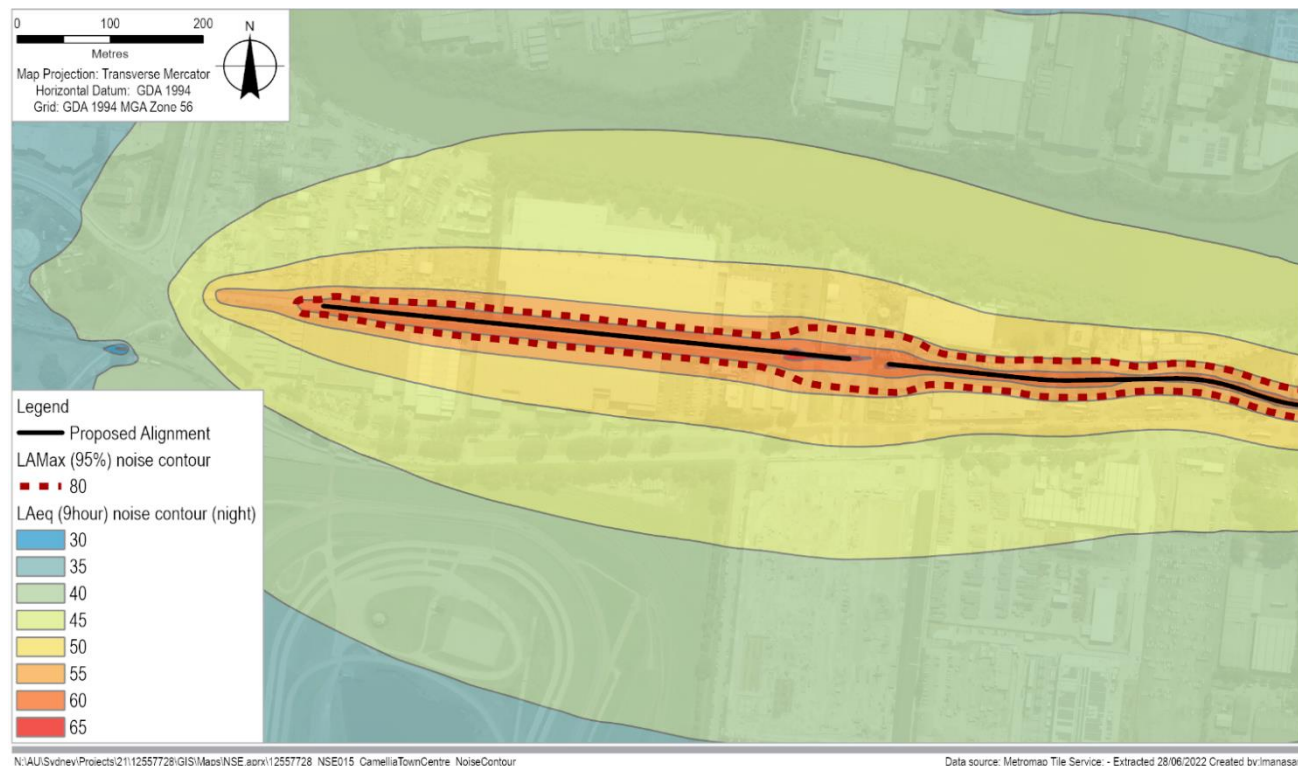 0 100 200
N
Metres
Map Projection: Transverse Mercator
Horizontal Datum: GDA 1994
Grid: GDA 1994 MGA Zone 56
Legend
Proposed Alignment
LAMax (95%) noise contour
80
LAeq (9hour) noise contour (night)
30
35
40
45
50
55
60
65
N:\AU\Sydney\Projects\21\12557728\GIS\Maps\NSE.aprx\12557728_NSE015_CamelliaTownCentre_NoiseContour
Data source: Metromap Tile Service: - Extracted 28/06/2022 Created by:lmanasa